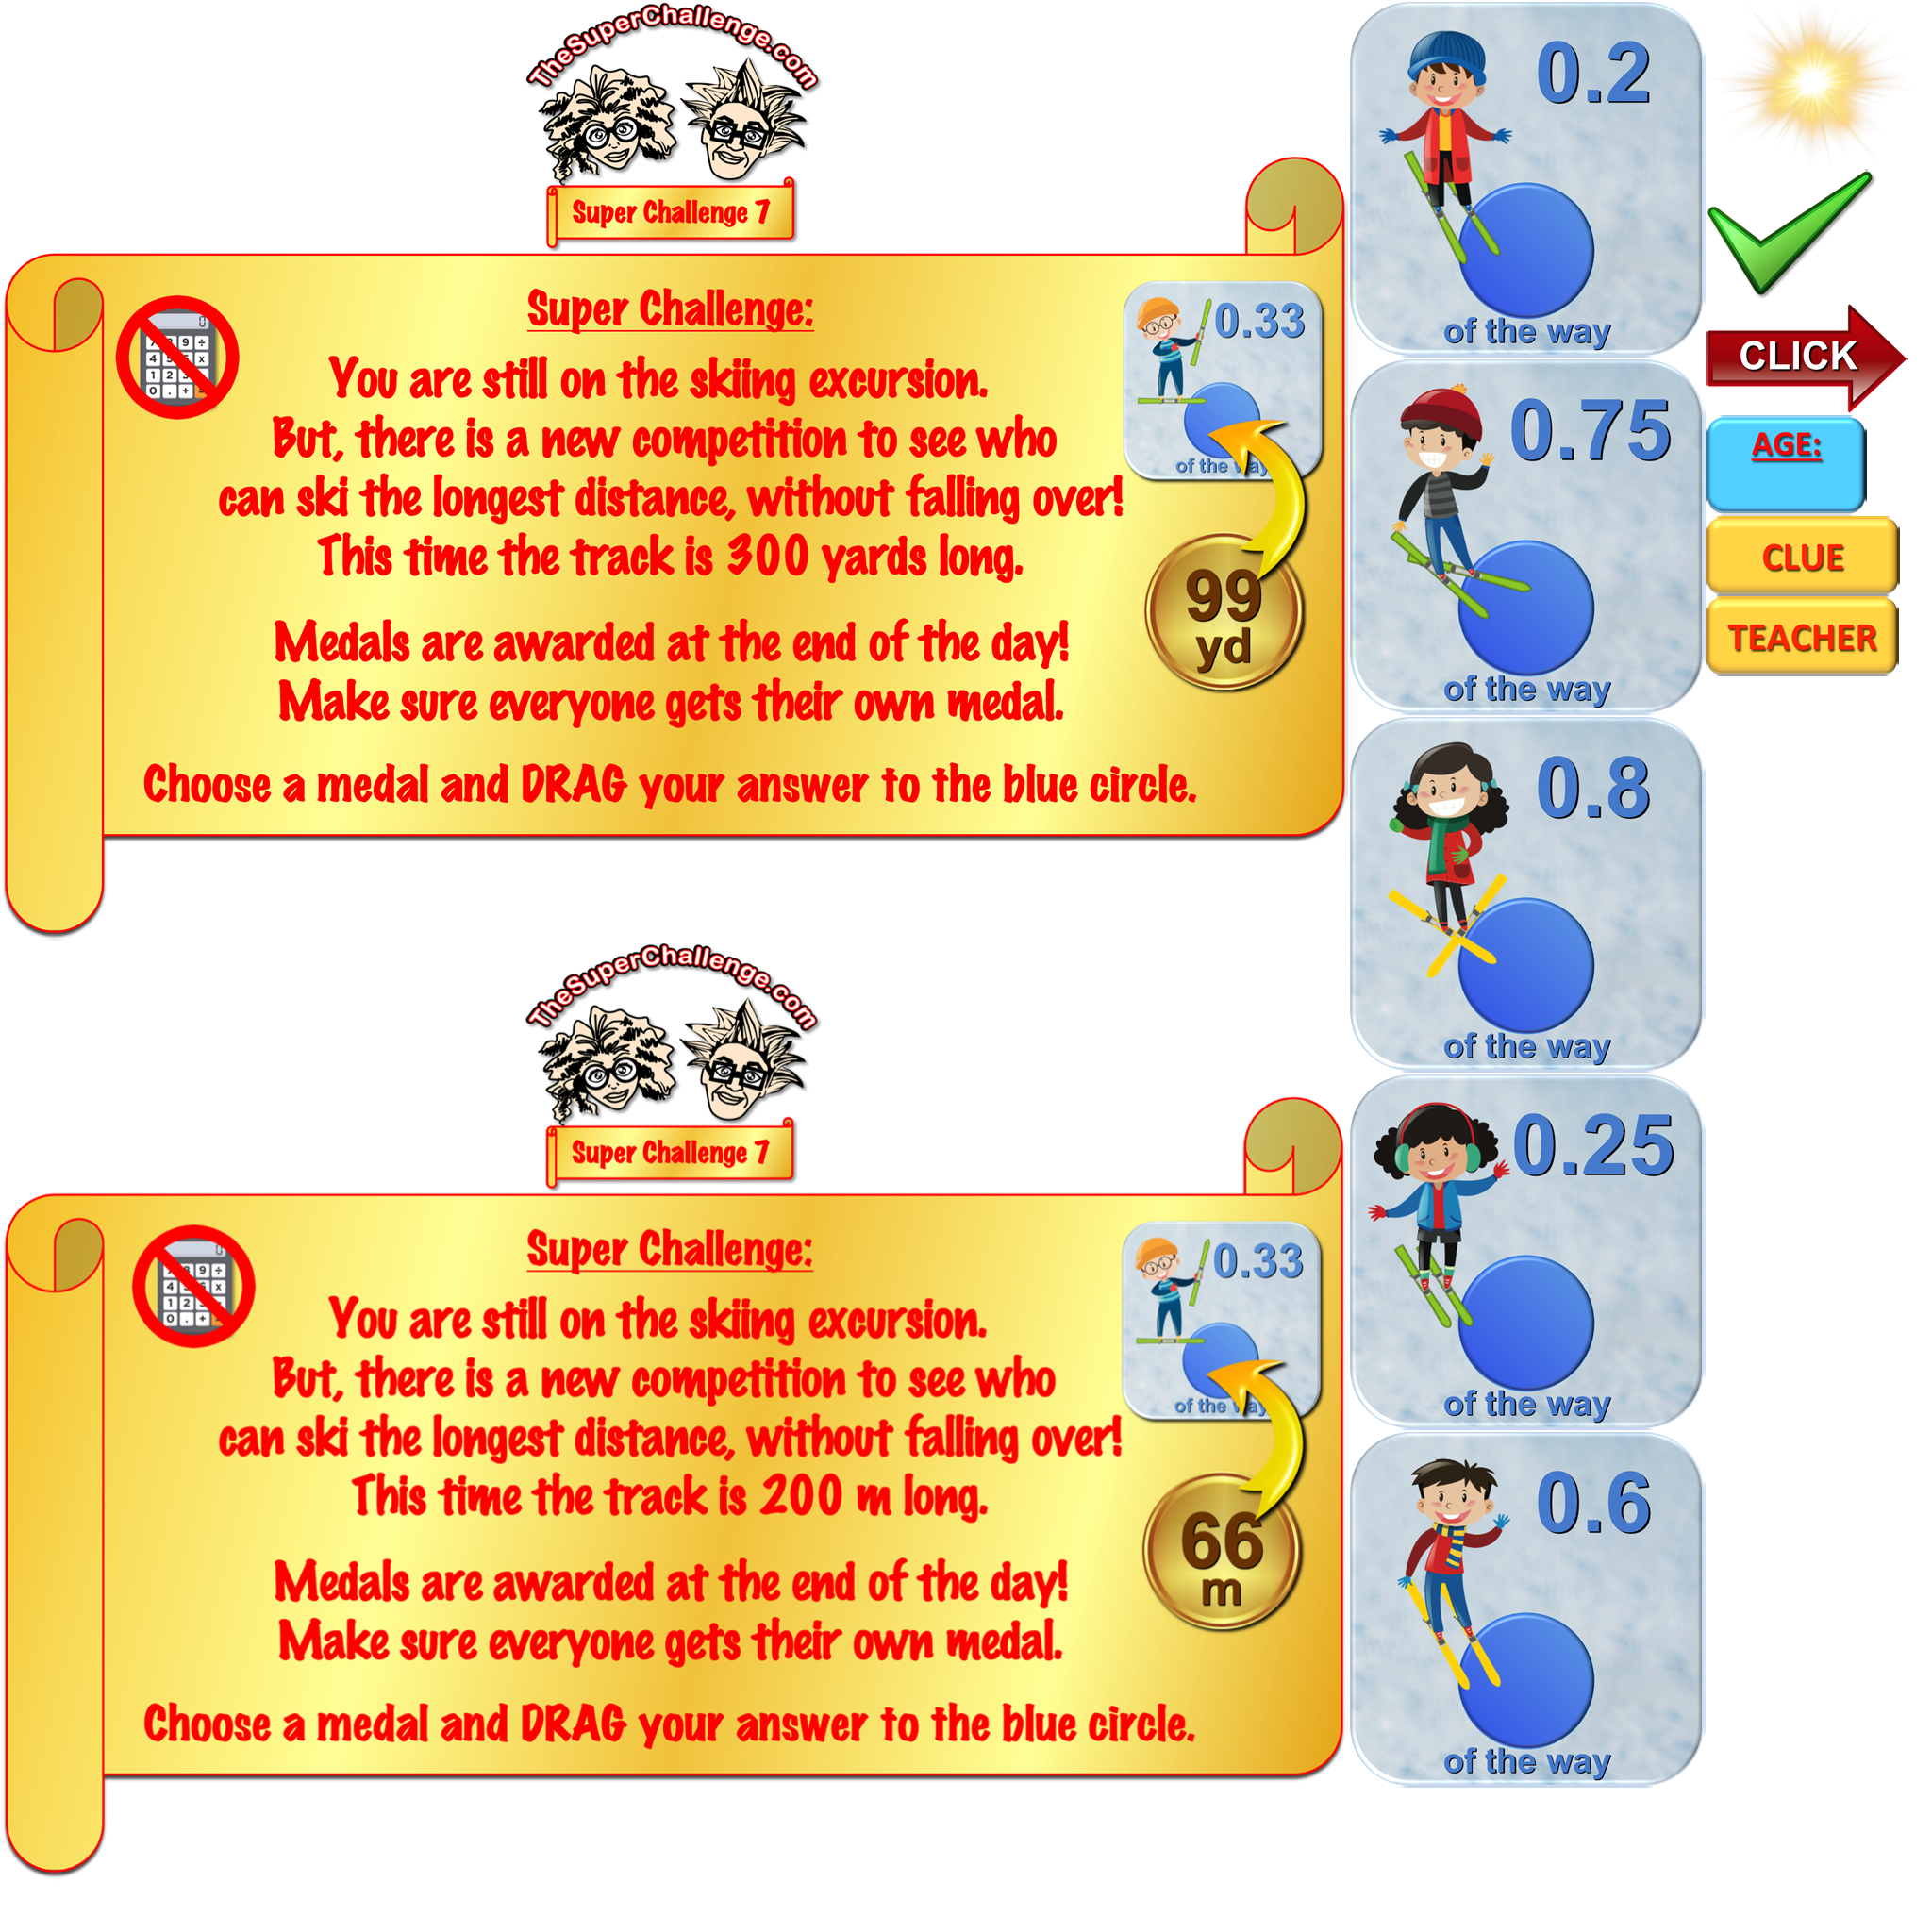 TheSuperChallenge.com
Super Challenge 7
Super Challenge:
You are still on the skiing excursion.
But, there is a new competition to see who
can ski the longest distance, without falling over!
This time the track is 300 yards long.
Medals are awarded at the end of the day!
Make sure everyone gets their own medal.
Choose a medal and DRAG your answer to the blue circle.
0.33
of the way
99
yd
TheSuperChallenge.com
Super Challenge 7
Super Challenge:
You are still on the skiing excursion.
But, there is a new competition to see who
can ski the longest distance, without falling over!
This time the track is 200 m long.
Medals are awarded at the end of the day!
Make sure everyone gets their own medal.
Choose a medal and DRAG your answer to the blue circle.
0.33
of the way
66
m
0.2
of the way
0.75
of the way
0.8
of the way
0.25
of the way
0.6
of the way
CLICK
AGE:
CLUE
TEACHER